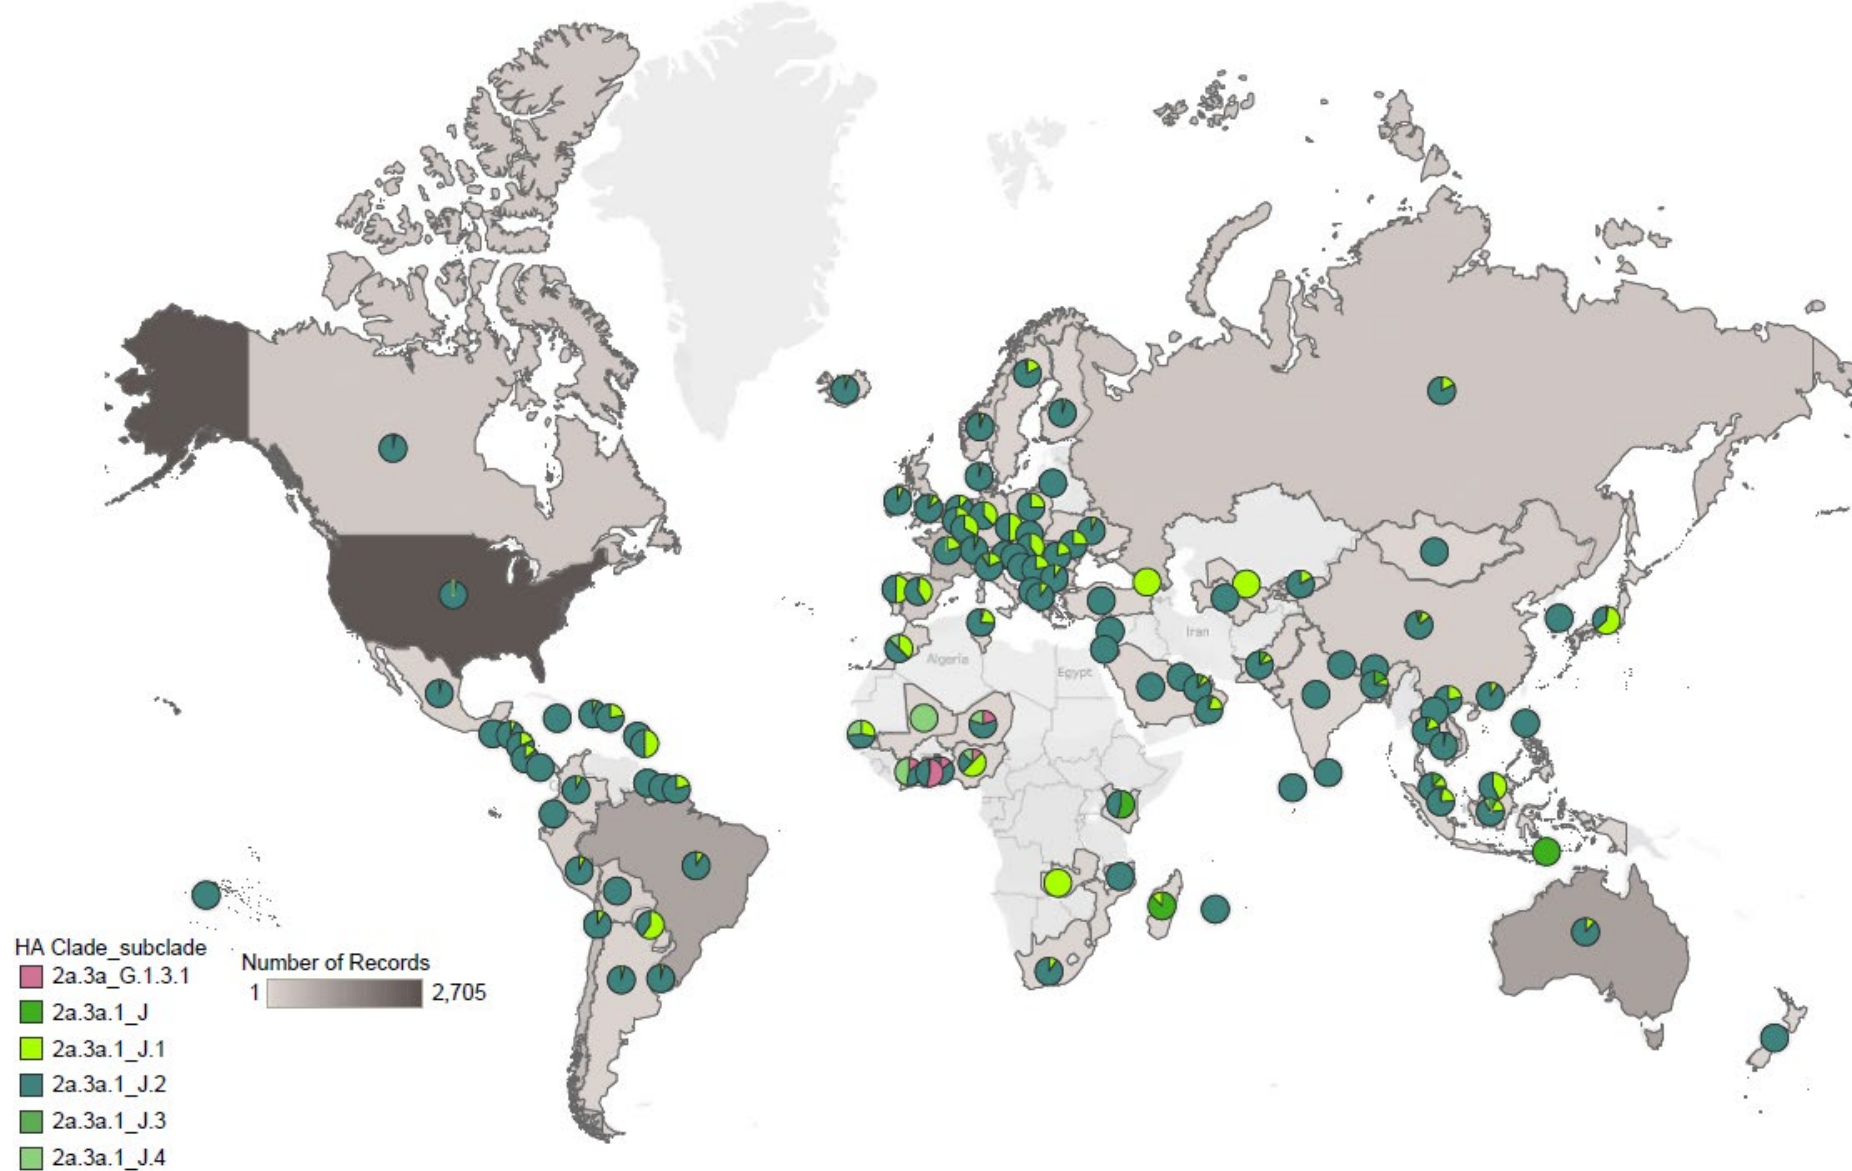 Iran
Algeria
Egypt
HA Clade_subclade
2a.3a_G.1.3.1
2a.3a.1_J
2a.3a.1_J.1
2a.3a.1_J.2
2a.3a.1_J.3
2a.3a.1_J.4
Number of Records
1 2,705